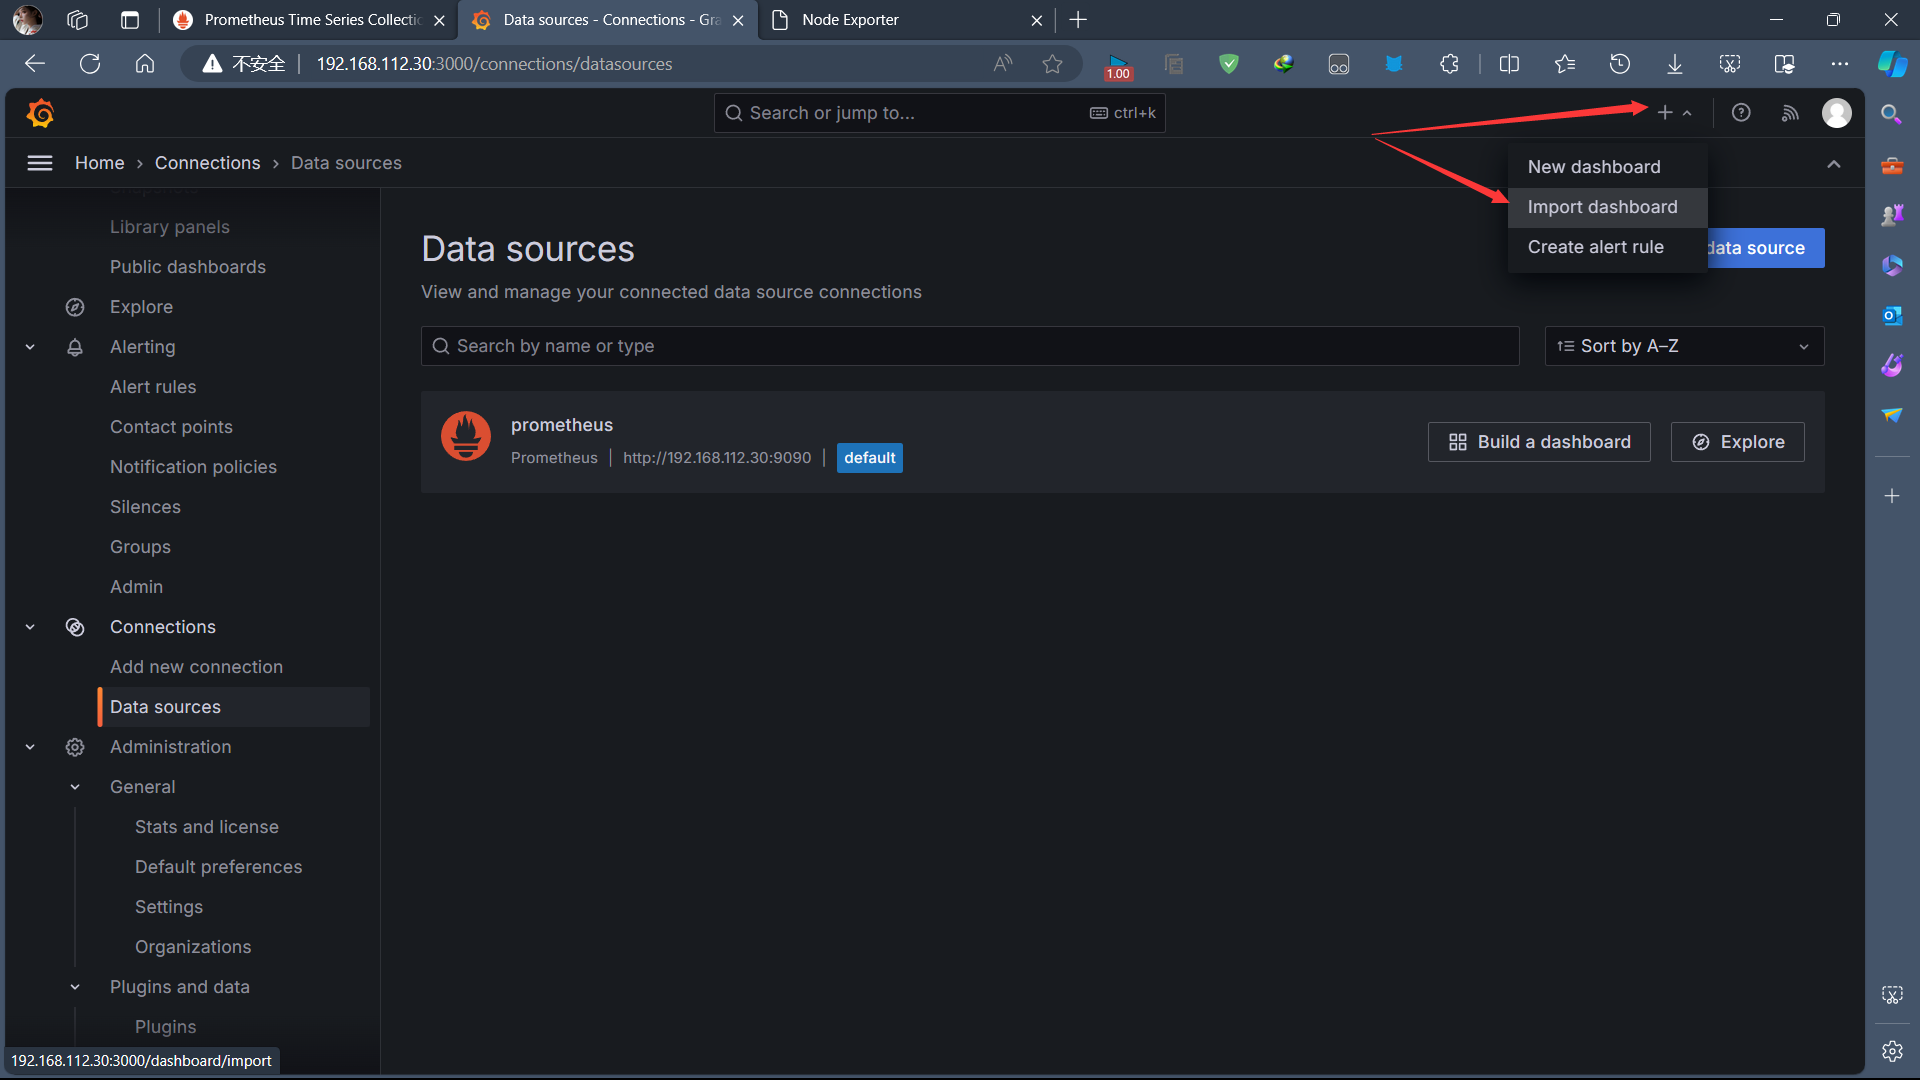 Prometheus Time Series Collectio
Data sources - Connections - Gra
Node Exporter
不安全
192.168.112.30:3000/connections/datasources
1.00
Search or jump to...
ctrl+k
Home › Connections › Data sources
New dashboard
Import dashboard
Create alert rule
Library panels
Public dashboards
Explore
Alerting
Alert rules
Contact points
Notification policies
Silences
Groups
Admin
Connections
Add new connection
Data sources
Administration
General
Stats and license
Default preferences
Settings
Organizations
Plugins and data
Plugins
192.168.112.30:3000/dashboard/import
Data sources
data source
View and manage your connected data source connections
Search by name or type
Sort by A–Z
prometheus
Prometheus | http://192.168.112.30:9090 | default
Build a dashboard
Explore